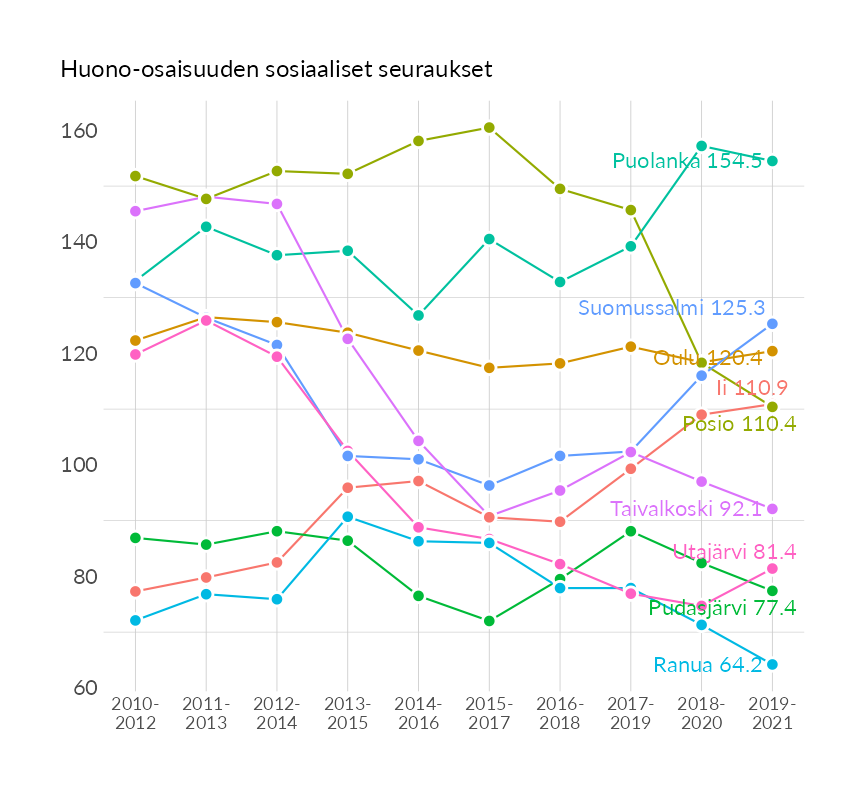 Huono-osaisuuden sosiaaliset seuraukset
160
140
120
100
80
60
Puolanka 154.5
Suomussalmi 125.3
Oulu 120.4
Ii 110.9
Posio 110.4
Taivalkoski 92.1
Utajärvi 81.4
Pudasjärvi 77.4
Ranua 64.2
2010-
2012
2011-
2013
2012-
2014
2013-
2015
2014-
2016
2015-
2017
2016-
2018
2017-
2019
2018-
2020
2019-
2021